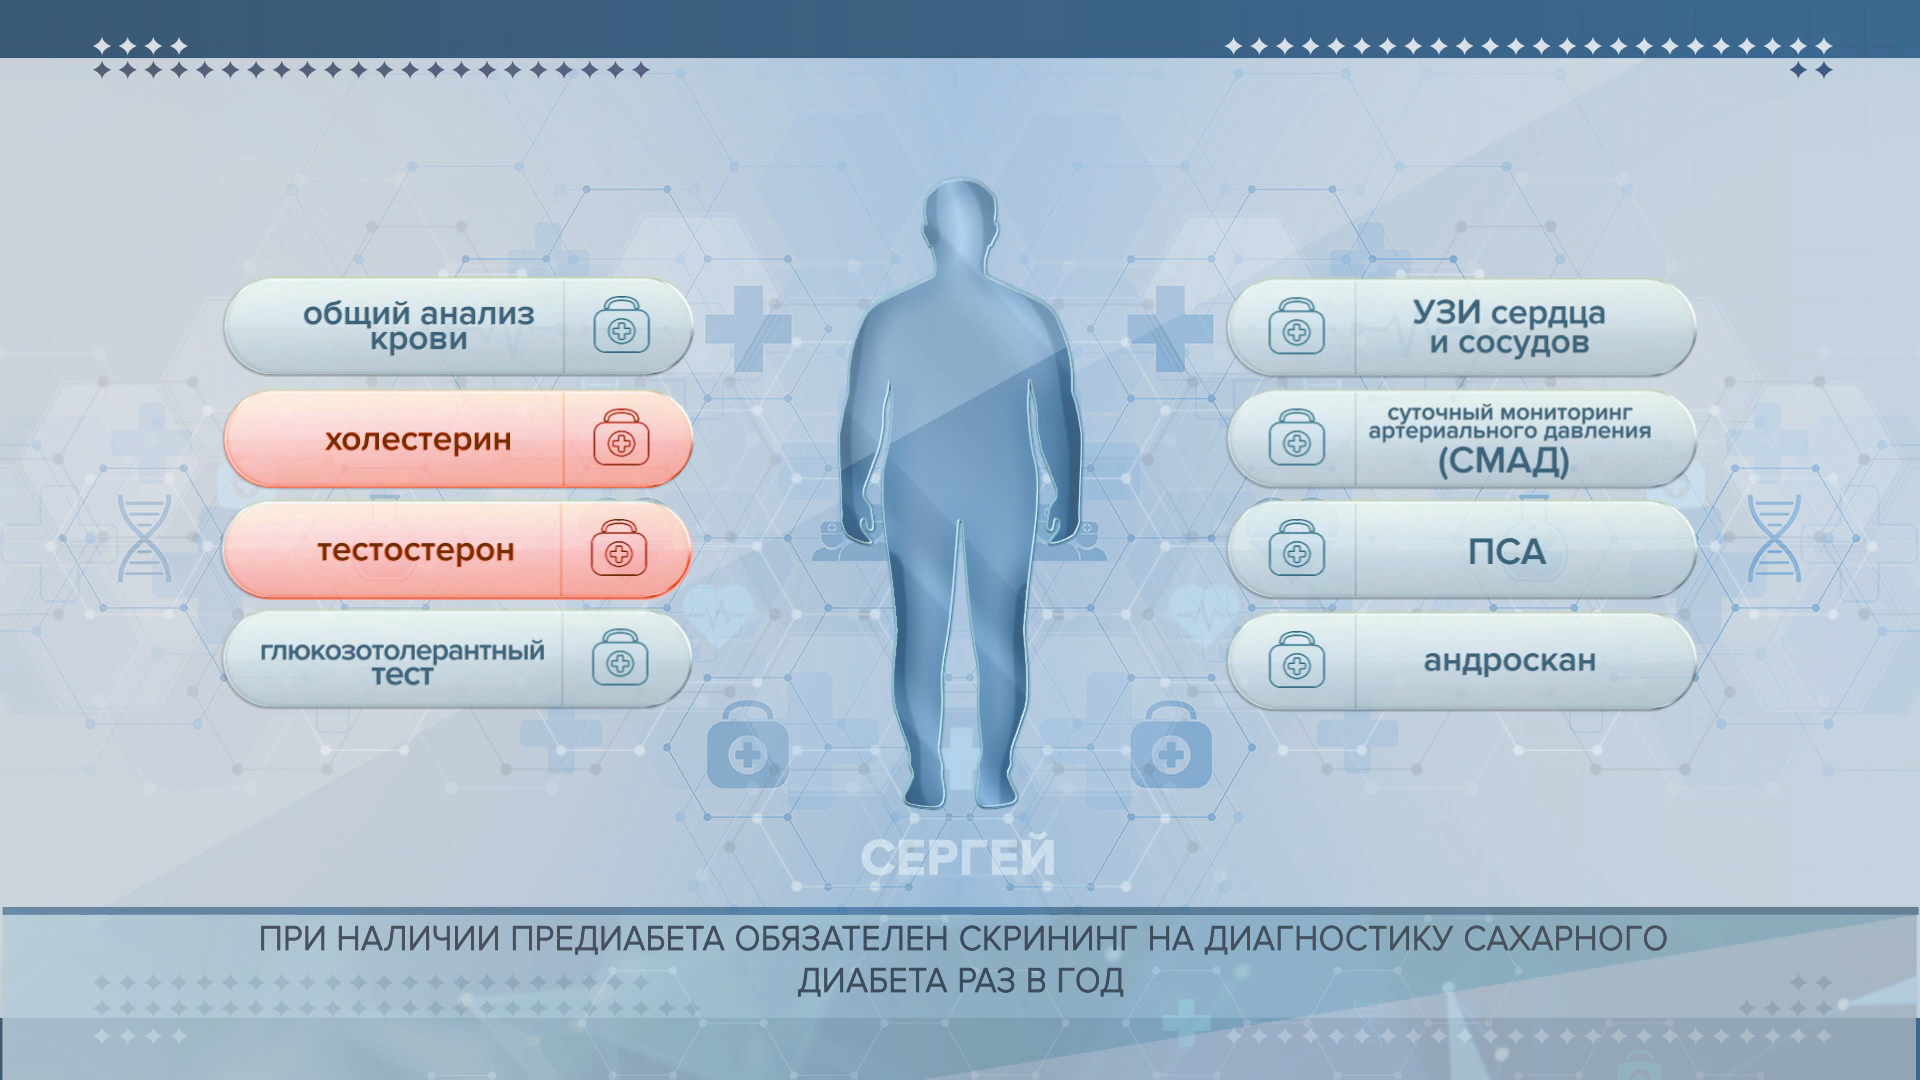 общий анализ
крови
холестерин
тестостерон
глюкозотолерантный
тест
УЗИ сердца
и сосудов
суточный мониторинг
артериального давления
(СМАД)
ПСА
андроскан
СЕРГЕЙ
ПРИ НАЛИЧИИ ПРЕДИАБЕТА ОБЯЗАТЕЛЕН СКРИНИНГ НА ДИАГНОСТИКУ САХАРНОГО
ДИАБЕТА РАЗ В ГОД